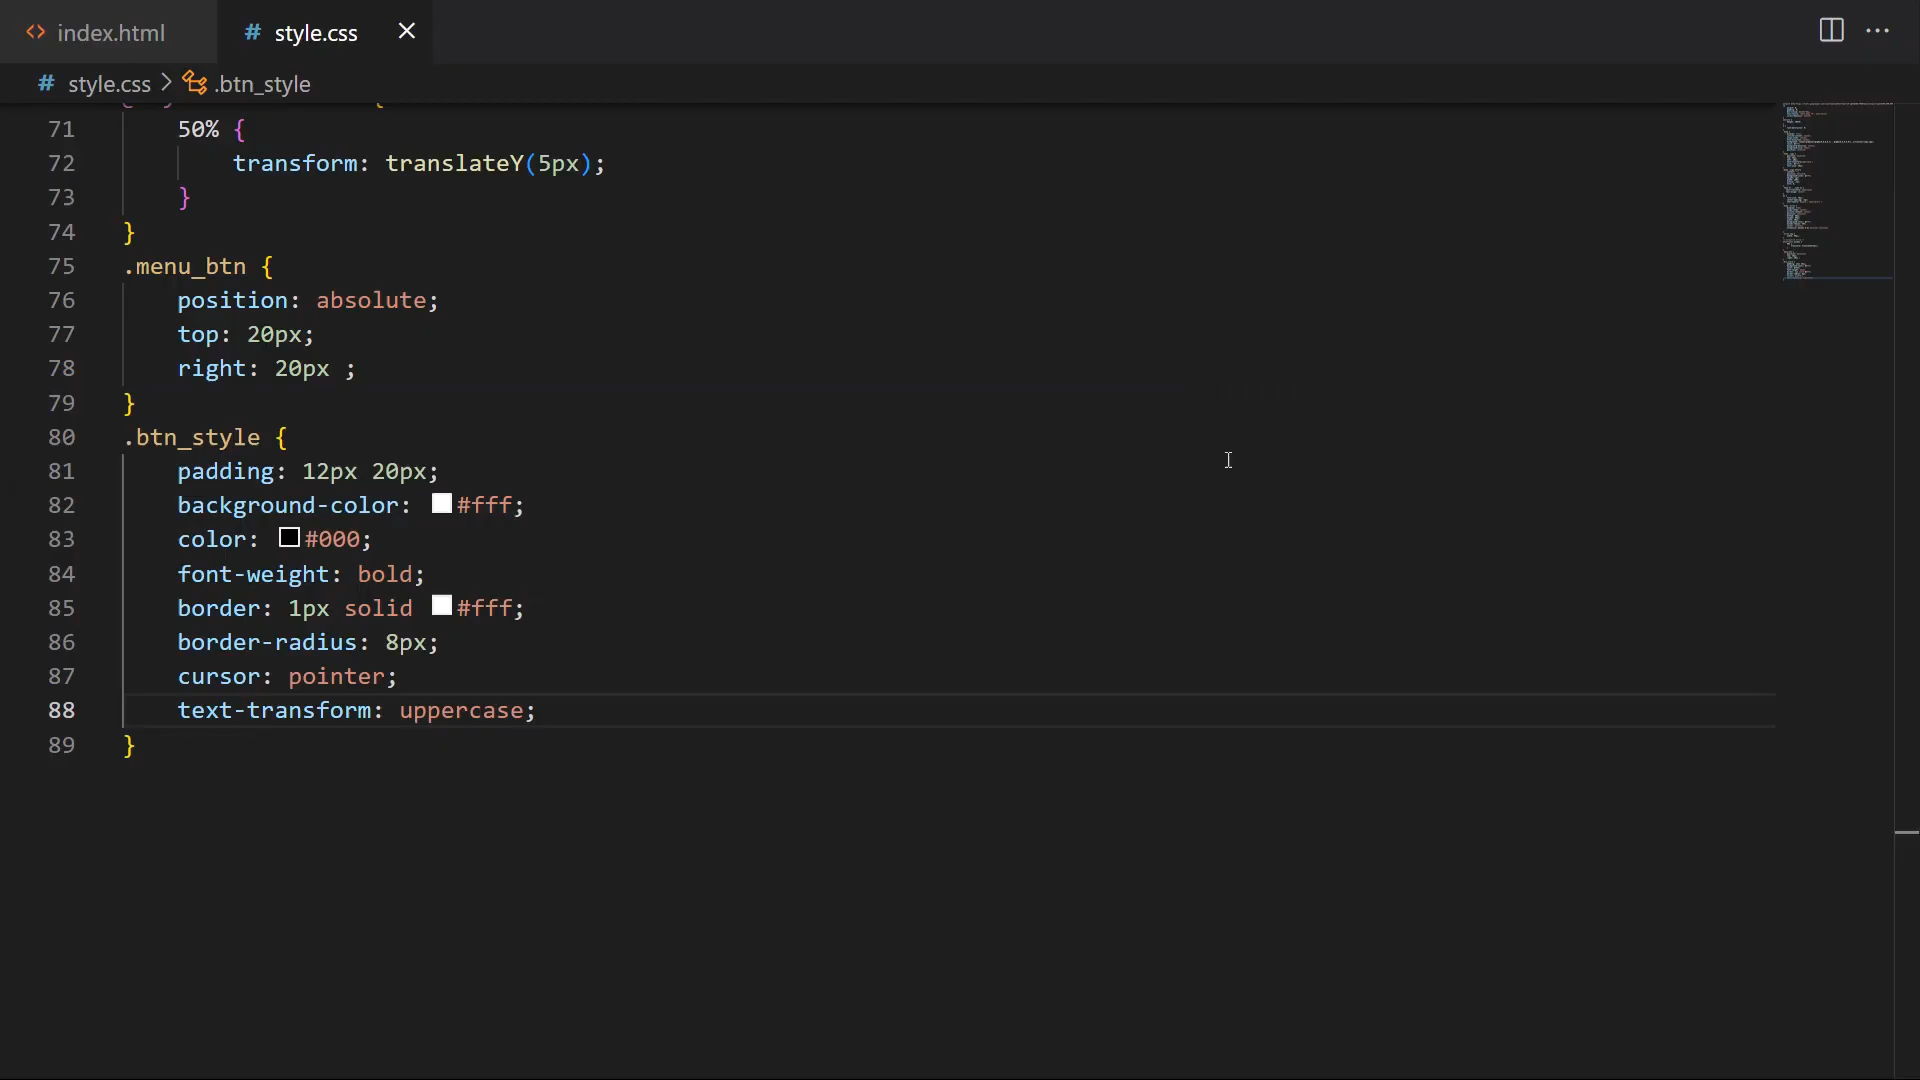 index.html
style.css
style.css > .btn_style
71 50% {
72 transform: translateY(5px);
73 }
74 }
75 .menu_btn {
76 position: absolute;
77 top: 20px;
78 right: 20px ;
79 }
80 .btn_style {
81 padding: 12px 20px;
82 background-color: #fff;
83 color: #000;
84 font-weight: bold;
85 border: 1px solid #fff;
86 border-radius: 8px;
87 cursor: pointer;
88 text-transform: uppercase;
89 }